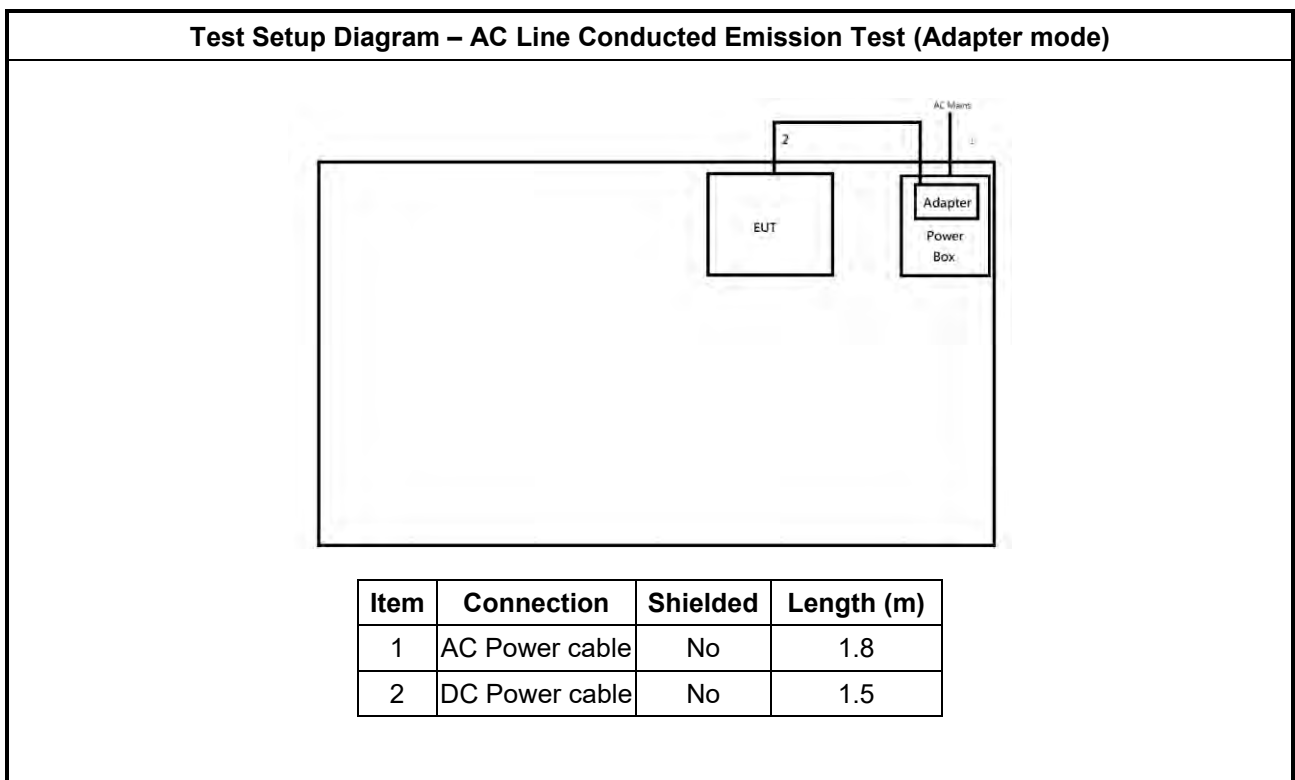 Test Setup Diagram – AC Line Conducted Emission Test (Adapter mode)
AC Mains
2
Adapter
EUT
Power
Box
Item Connection Shielded Length (m)
1 AC Power cable No 1.8
2 DC Power cable No 1.5